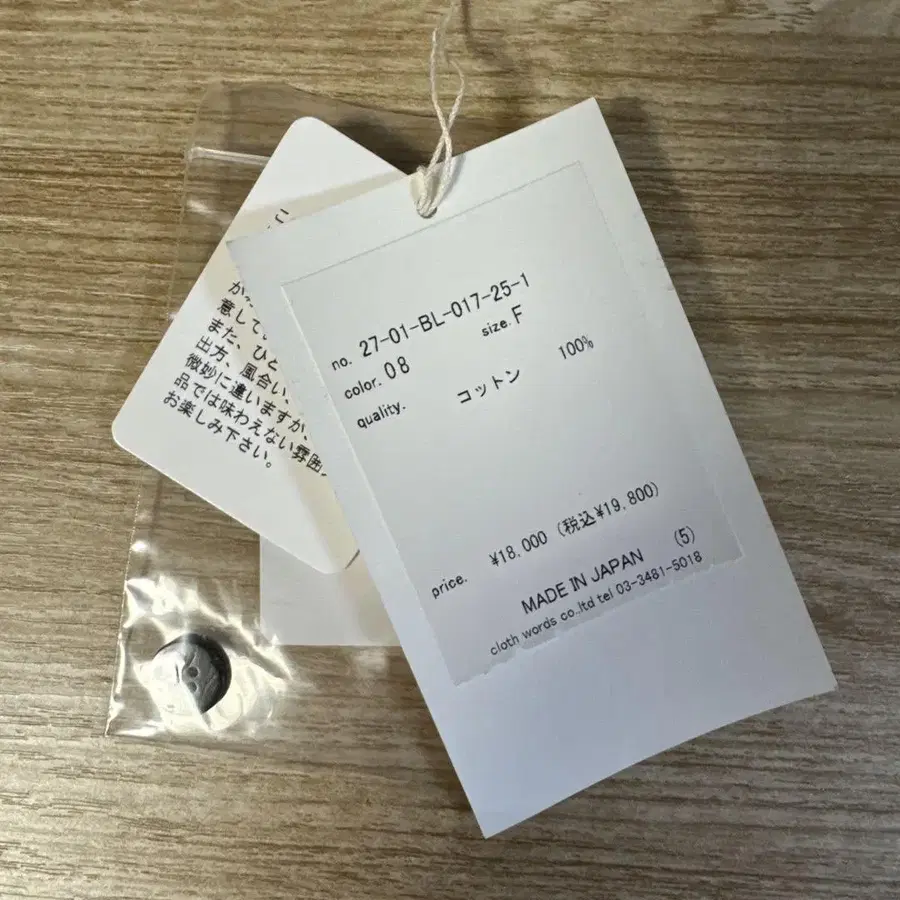 no. 27-01-BL-017-25-1
color. 08 size. F
quality. コットン 100%
price. ¥18,000 (税込¥19,800)
MADE IN JAPAN (5)
cloth words co.,ltd tel 03-3481-5018
こ
意して
また、ひと
出方、風合い、
微妙に違いますが、
品では味わえない雰囲
お楽しみ下さい。